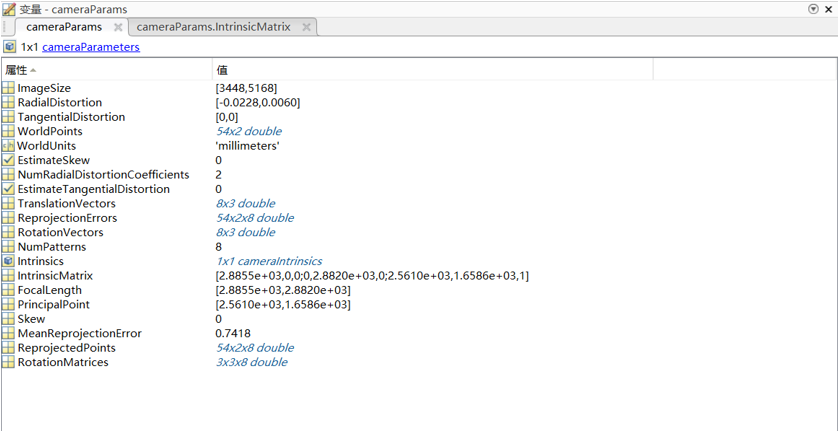 变量 - cameraParams
cameraParams cameraParams.IntrinsicMatrix
1x1 cameraParameters
属性 值
ImageSize [3448,5168]
RadialDistortion [-0.0228,0.0060]
TangentialDistortion [0,0]
WorldPoints 54x2 double
WorldUnits 'millimeters'
EstimateSkew 0
NumRadialDistortionCoefficients 2
EstimateTangentialDistortion 0
TranslationVectors 8x3 double
ReprojectionErrors 54x2x8 double
RotationVectors 8x3 double
NumPatterns 8
Intrinsics 1x1 cameraIntrinsics
IntrinsicMatrix [2.8855e+03,0,0;0,2.8820e+03,0;2.5610e+03,1.6586e+03,1]
FocalLength [2.8855e+03,2.8820e+03]
PrincipalPoint [2.5610e+03,1.6586e+03]
Skew 0
MeanReprojectionError 0.7418
ReprojectedPoints 54x2x8 double
RotationMatrices 3x3x8 double